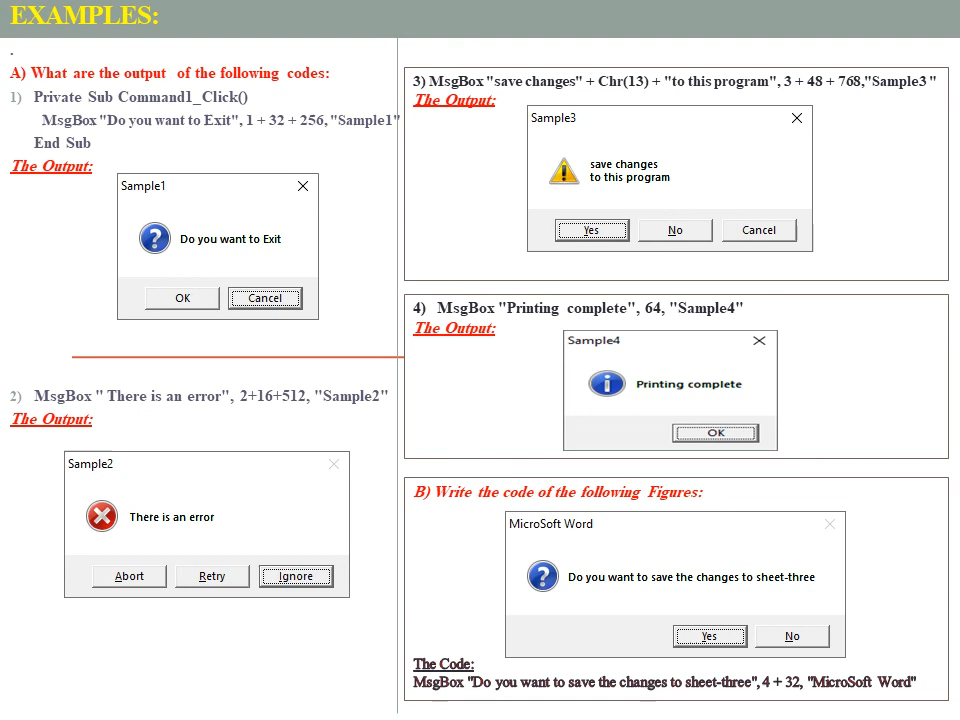 EXAMPLES:
.
A) What are the output of the following codes:
1) Private Sub Command1_Click()
MsgBox "Do you want to Exit", 1 + 32 + 256, "Sample1"
End Sub
The Output:
Sample1
Do you want to Exit
OK Cancel
2) MsgBox " There is an error", 2+16+512, "Sample2"
The Output:
Sample2
There is an error
Abort Retry Ignore
3) MsgBox "save changes" + Chr(13) + "to this program", 3 + 48 + 768,"Sample3 "
The Output:
Sample3
save changes
to this program
Yes No Cancel
4) MsgBox "Printing complete", 64, "Sample4"
The Output:
Sample4
Printing complete
OK
B) Write the code of the following Figures:
MicroSoft Word
Do you want to save the changes to sheet-three
Yes No
The Code:
MsgBox "Do you want to save the changes to sheet-three", 4 + 32, "MicroSoft Word"